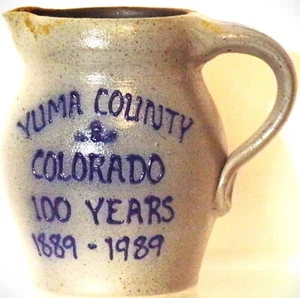 YUMA COUNTY
COLORADO
100 YEARS
1889 - 1989